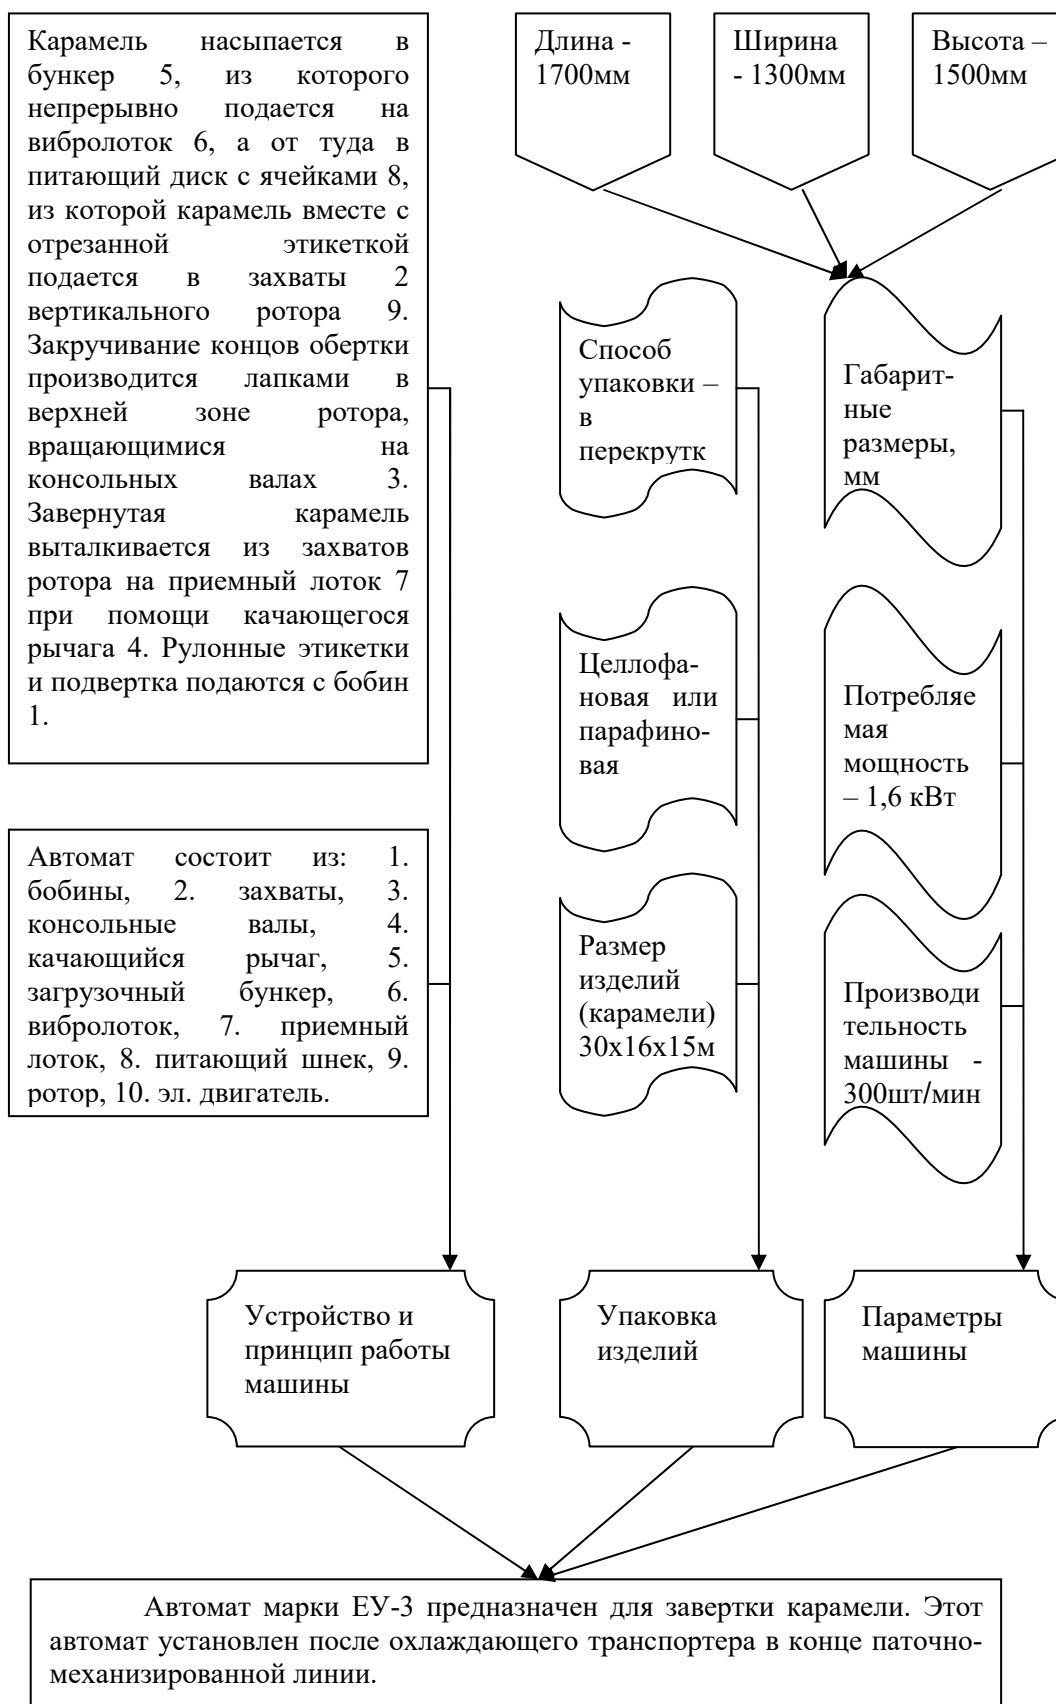 Карамель насыпается в
бункер 5, из которого
непрерывно подается на
вибролоток 6, а от туда в
питающий диск с ячейками 8,
из которой карамель вместе с
отрезанной этикеткой
подается в захваты 2
вертикального ротора 9.
Закручивание концов обертки
производится лапками в
верхней зоне ротора,
вращающимися на
консольных валах 3.
Завернутая карамель
выталкивается из захватов
ротора на приемный лоток 7
при помощи качающегося
рычага 4. Рулонные этикетки
и подвертка подаются с бобин
1.
Автомат состоит из: 1.
бобины, 2. захваты, 3.
консольные валы, 4.
качающийся рычаг, 5.
загрузочный бункер, 6.
вибролоток, 7. приемный
лоток, 8. питающий шнек, 9.
ротор, 10. эл. двигатель.
Длина -
1700мм
Ширина
- 1300мм
Высота –
1500мм
Способ
упаковки –
в
перекрутк
Целлофа-
новая или
парафино-
вая
Размер
изделий
(карамели)
30х16х15м
Габарит-
ные
размеры,
мм
Потребляе
мая
мощность
– 1,6 кВт
Производи
тельность
машины -
300шт/мин
Устройство и
принцип работы
машины
Упаковка
изделий
Параметры
машины
Автомат марки ЕУ-3 предназначен для завертки карамели. Этот
автомат установлен после охлаждающего транспортера в конце паточно-
механизированной линии.